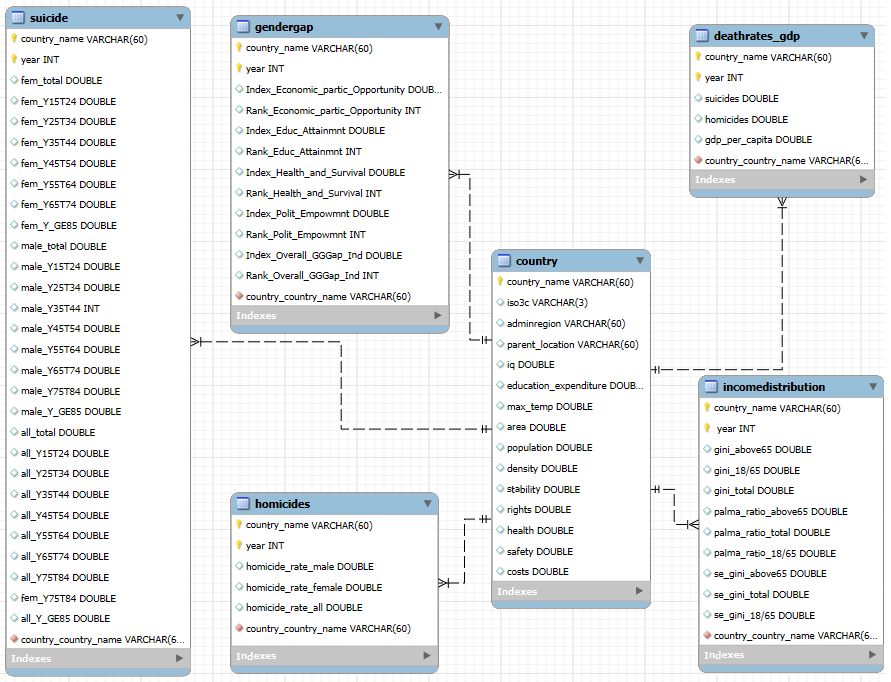 suicide
country_name VARCHAR(60)
year INT
fem_total DOUBLE
fem_Y15T24 DOUBLE
fem_Y25T34 DOUBLE
fem_Y35T44 DOUBLE
fem_Y45T54 DOUBLE
fem_Y55T64 DOUBLE
fem_Y65T74 DOUBLE
fem_Y_GE85 DOUBLE
male_total DOUBLE
male_Y15T24 DOUBLE
male_Y25T34 DOUBLE
male_Y35T44 INT
male_Y45T54 DOUBLE
male_Y55T64 DOUBLE
male_Y65T74 DOUBLE
male_Y75T84 DOUBLE
male_Y_GE85 DOUBLE
all_total DOUBLE
all_Y15T24 DOUBLE
all_Y25T34 DOUBLE
all_Y35T44 DOUBLE
all_Y45T54 DOUBLE
all_Y55T64 DOUBLE
all_Y65T74 DOUBLE
all_Y75T84 DOUBLE
fem_Y75T84 DOUBLE
all_Y_GE85 DOUBLE
country_country_name VARCHAR(6...
Indexes
gendergap
country_name VARCHAR(60)
year INT
Index_Economic_partic_Opportunity DOUB...
Rank_Economic_partic_Opportunity INT
Index_Educ_Attainmnt DOUBLE
Rank_Educ_Attainmnt INT
Index_Health_and_Survival DOUBLE
Rank_Health_and_Survival INT
Index_Polit_Empowmnt DOUBLE
Rank_Polit_Empowmnt INT
Index_Overall_GGGap_Ind DOUBLE
Rank_Overall_GGGap_Ind INT
country_country_name VARCHAR(60)
Indexes
homicides
country_name VARCHAR(60)
year INT
homicide_rate_male DOUBLE
homicide_rate_female DOUBLE
homicide_rate_all DOUBLE
country_country_name VARCHAR(60)
Indexes
country
country_name VARCHAR(60)
iso3c VARCHAR(3)
adminregion VARCHAR(60)
parent_location VARCHAR(60)
iq DOUBLE
education_expenditure DOUB...
max_temp DOUBLE
area DOUBLE
population DOUBLE
density DOUBLE
stability DOUBLE
rights DOUBLE
health DOUBLE
safety DOUBLE
costs DOUBLE
Indexes
deathrates_gdp
country_name VARCHAR(60)
year INT
suicides DOUBLE
homicides DOUBLE
gdp_per_capita DOUBLE
country_country_name VARCHAR(6...
Indexes
incomedistribution
country_name VARCHAR(60)
year INT
gini_above65 DOUBLE
gini_18/65 DOUBLE
gini_total DOUBLE
palma_ratio_above65 DOUBLE
palma_ratio_total DOUBLE
palma_ratio_18/65 DOUBLE
se_gini_above65 DOUBLE
se_gini_total DOUBLE
se_gini_18/65 DOUBLE
country_country_name VARCHAR(6...
Indexes